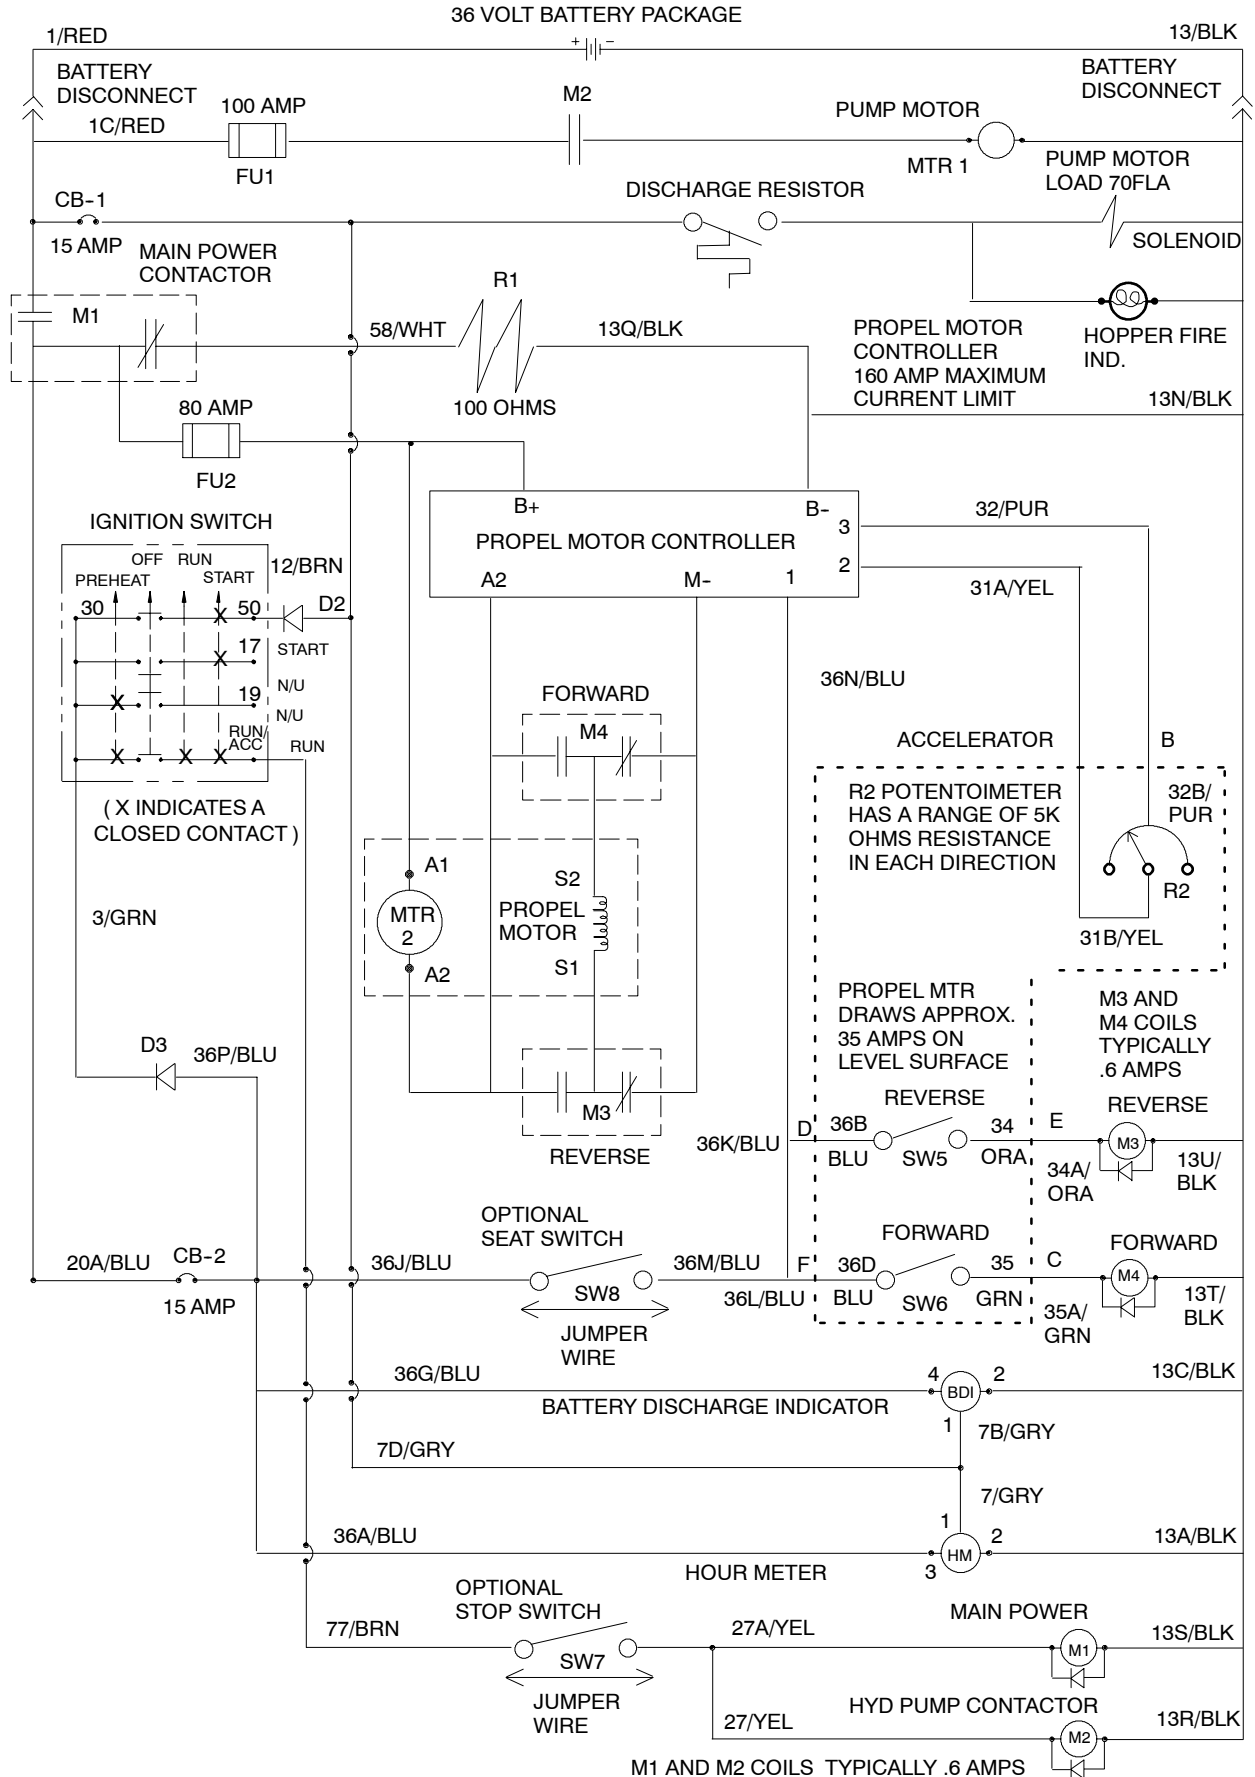 36 VOLT BATTERY PACKAGE
1/RED
+ -
13/BLK
BATTERY
DISCONNECT
BATTERY
DISCONNECT
100 AMP
M2
PUMP MOTOR
1C/RED
FU1
MTR 1
PUMP MOTOR
LOAD 70FLA
CB-1
DISCHARGE RESISTOR
15 AMP
SOLENOID
MAIN POWER
CONTACTOR
R1
M1
58/WHT
13Q/BLK
PROPEL MOTOR
CONTROLLER
160 AMP MAXIMUM
CURRENT LIMIT
HOPPER FIRE
IND.
100 OHMS
13N/BLK
80 AMP
FU2
B+
B-
3
32/PUR
IGNITION SWITCH
PROPEL MOTOR CONTROLLER
OFF
RUN
12/BRN
PREHEAT
START
A2
M-
1
2
31A/YEL
30
X
50
D2
X
17
START
N/U
X
19
N/U
RUN/
ACC
X
X
X
RUN
36N/BLU
FORWARD
M4
ACCELERATOR
B
( X INDICATES A
CLOSED CONTACT )
R2 POTENTOIMETER
HAS A RANGE OF 5K
OHMS RESISTANCE
IN EACH DIRECTION
32B/
PUR
A1
S2
R2
3/GRN
MTR
2
PROPEL
MOTOR
31B/YEL
A2
S1
PROPEL MTR
DRAWS APPROX.
35 AMPS ON
LEVEL SURFACE
M3 AND
M4 COILS
TYPICALLY
.6 AMPS
D3
36P/BLU
M3
REVERSE
REVERSE
REVERSE
36K/BLU
D
36B
BLU
SW5
34
ORA
E
M3
34A/
ORA
13U/
BLK
OPTIONAL
SEAT SWITCH
FORWARD
FORWARD
20A/BLU
CB-2
36J/BLU
36M/BLU
F
36D
35
C
M4
15 AMP
SW8
36L/BLU
BLU
SW6
GRN
35A/
GRN
13T/
BLK
JUMPER
WIRE
36G/BLU
4
BDI
2
13C/BLK
BATTERY DISCHARGE INDICATOR
1
7B/GRY
7D/GRY
7/GRY
36A/BLU
1
HM
2
13A/BLK
HOUR METER
3
OPTIONAL
STOP SWITCH
MAIN POWER
77/BRN
27A/YEL
M1
13S/BLK
SW7
JUMPER
WIRE
HYD PUMP CONTACTOR
27/YEL
M2
13R/BLK
M1 AND M2 COILS TYPICALLY .6 AMPS